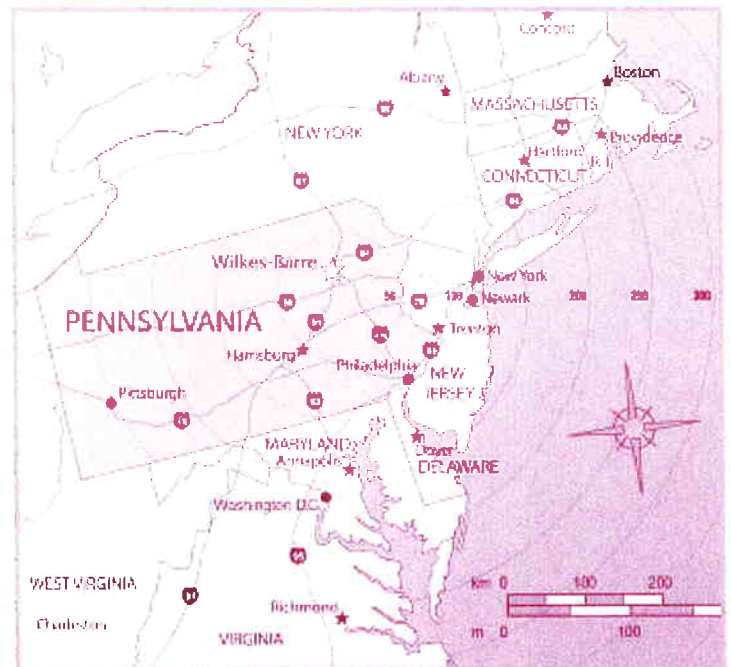 Concord
Boston
Albany
MASSACHUSETTS
NEW YORK
Providence
Hartford
R.I.
CONNECTICUT
Wilkes-Barre
New York
Newark
50
200
250
300
PENNSYLVANIA
Trenton
Harrisburg
Philadelphia
NEW
JERSEY
Pittsburgh
MARYLAND
Dover
Annapolis
DELAWARE
Washington D.C.
WEST VIRGINIA
km 0 100 200
Charleston
Richmond
m 0 100
VIRGINIA